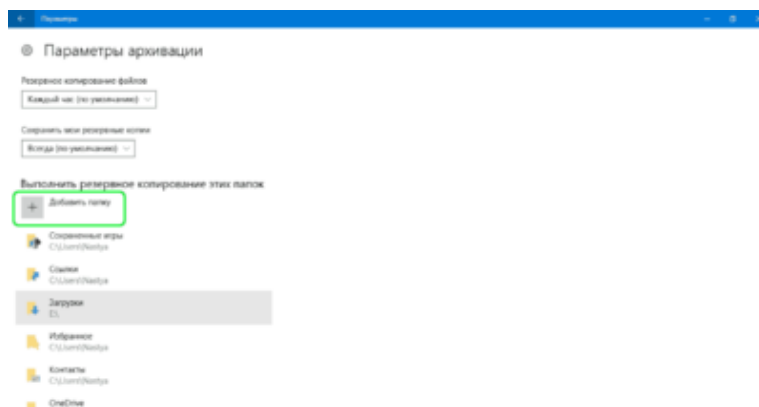 Параметры
Параметры архивации
Резервное копирование файлов
Каждый час (по умолчанию)
Сохранить мои резервные копии
Всегда (по умолчанию)
Выполнить резервное копирование этих папок
Добавить папку
Сохраненные игры
C:\Users\Nastya
Ссылки
C:\Users\Nastya
Загрузки
E:\
Избранное
C:\Users\Nastya
Контакты
C:\Users\Nastya
OneDrive